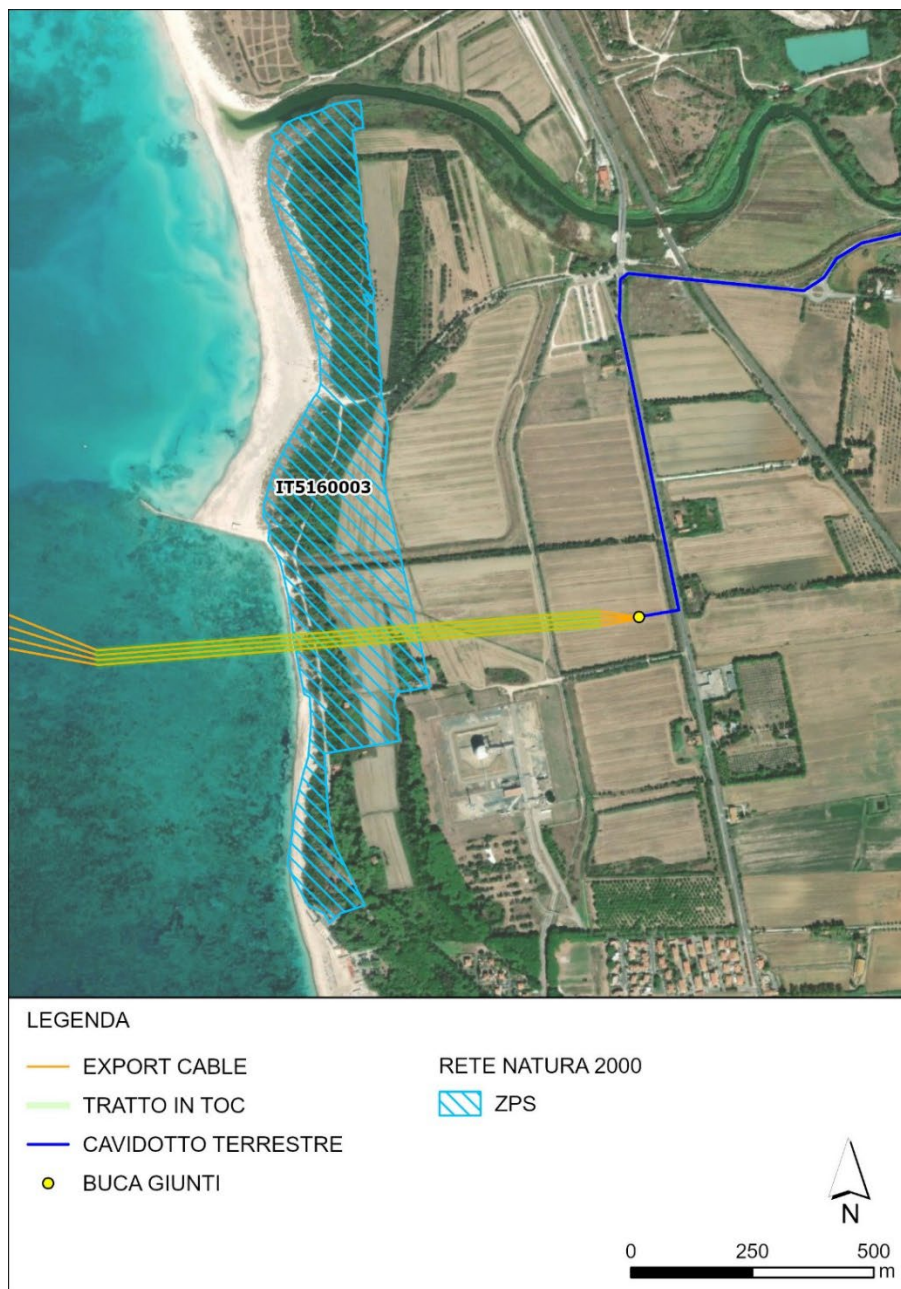 IT5160003
LEGENDA
EXPORT CABLE
TRATTO IN TOC
CAVIDOTTO TERRESTRE
BUCA GIUNTI
RETE NATURA 2000
ZPS
N
0 250 500
m